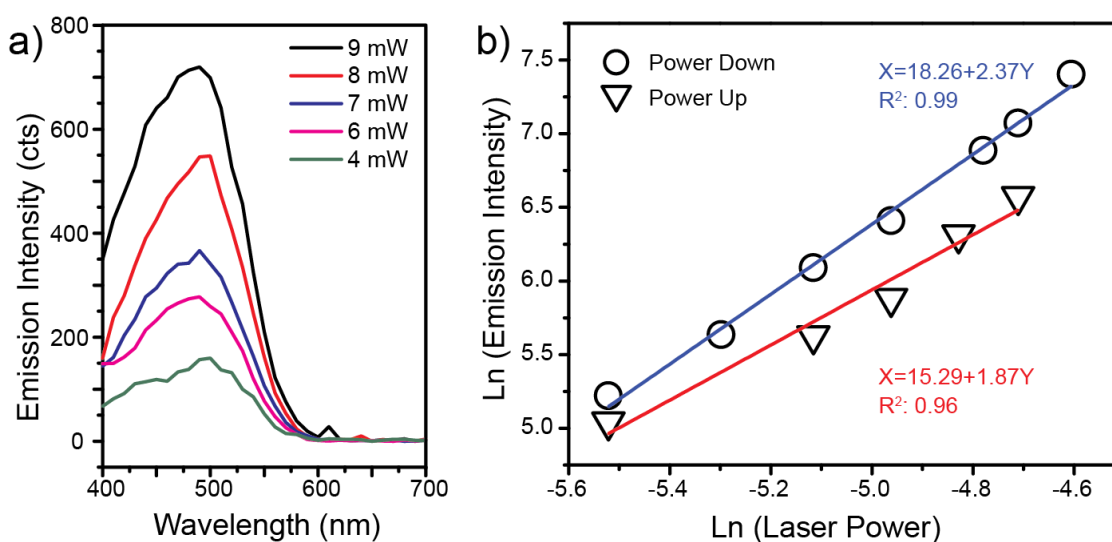 a)
800
600
400
200
0
400
500
600
700
Emission Intensity (cts)
Wavelength (nm)
9 mW
8 mW
7 mW
6 mW
4 mW
b)
7.5
7.0
6.5
6.0
5.5
5.0
-5.6
-5.4
-5.2
-5.0
-4.8
-4.6
Ln (Emission Intensity)
Ln (Laser Power)
Power Down
Power Up
X=18.26+2.37Y
R²: 0.99
X=15.29+1.87Y
R²: 0.96